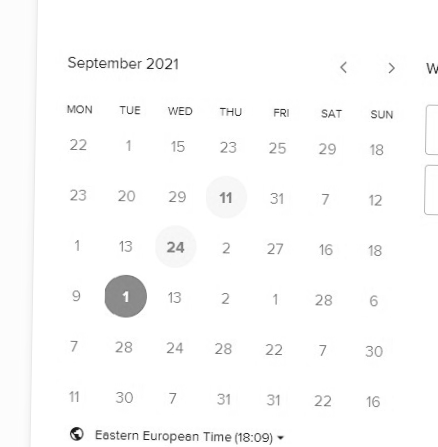 September 2021 < > W
MON TUE WED THU FRI SAT SUN
22 1 15 23 25 29 18
23 20 29 11 31 7 12
1 13 24 2 27 16 18
9 1 13 2 1 28 6
7 28 24 28 22 7 30
11 30 7 31 31 22 16
Eastern European Time (18:09)